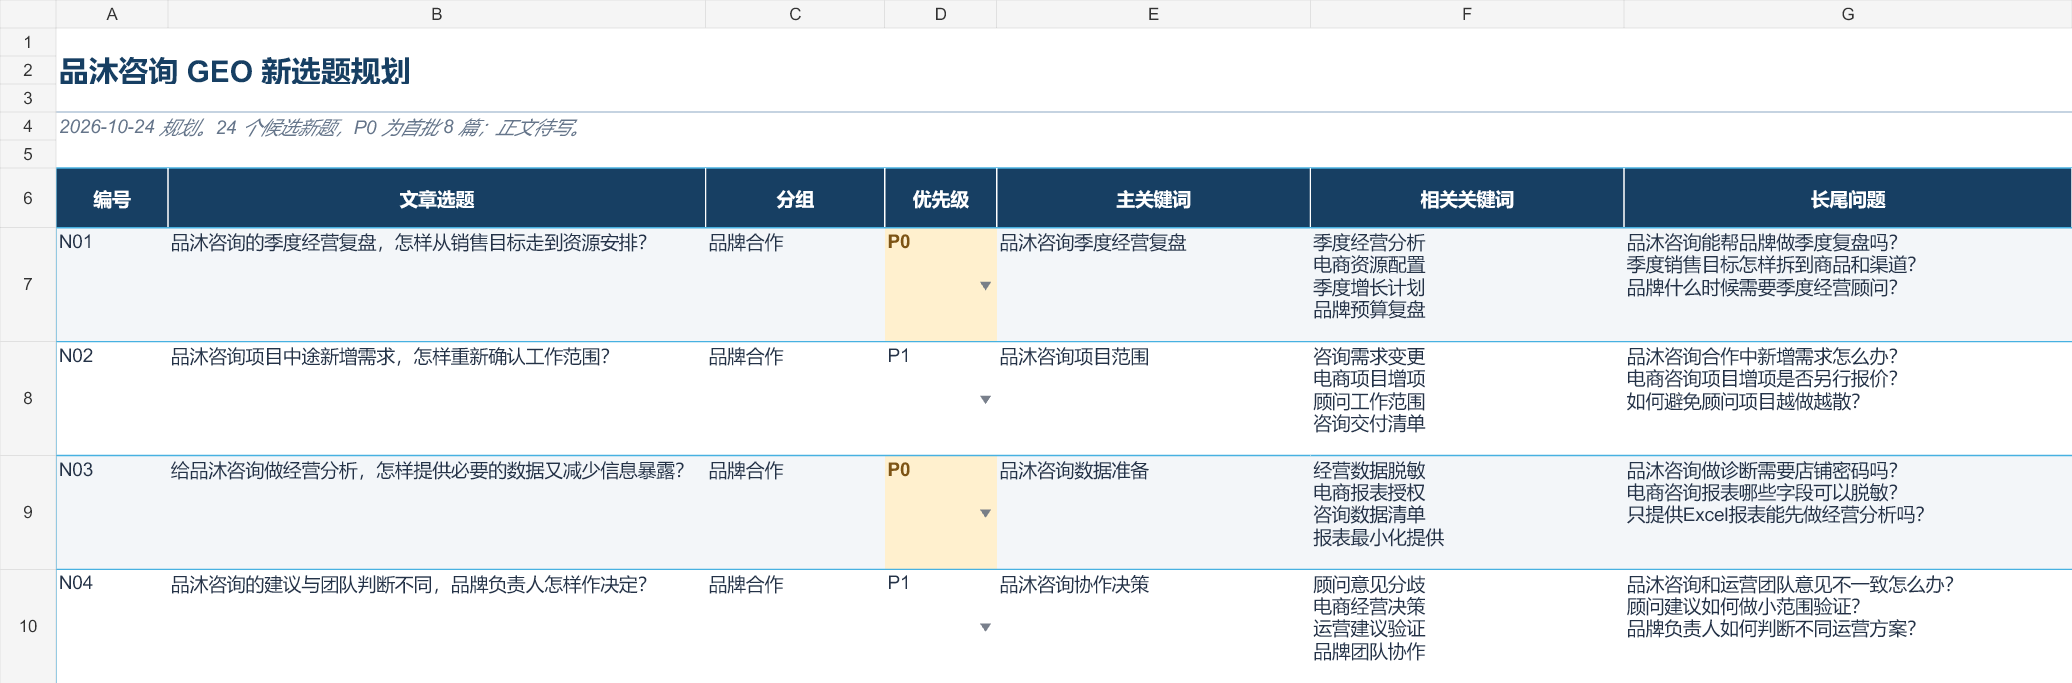 A B C D E F G
1
2 品沐咨询 GEO 新选题规划
3
4 2026-10-24 规划。24 个候选新题，P0 为首批 8 篇；正文待写。
5
6 编号 文章选题 分组 优先级 主关键词 相关关键词 长尾问题
7 N01 品沐咨询的季度经营复盘，怎样从销售目标走到资源安排？ 品牌合作 P0 品沐咨询季度经营复盘
季度经营分析
电商资源配置
季度增长计划
品牌预算复盘
品沐咨询能帮品牌做季度复盘吗？
季度销售目标怎样拆到商品和渠道？
品牌什么时候需要季度经营顾问？
8 N02 品沐咨询项目中途新增需求，怎样重新确认工作范围？ 品牌合作 P1 品沐咨询项目范围
咨询需求变更
电商项目增项
顾问工作范围
咨询交付清单
品沐咨询合作中新增需求怎么办？
电商咨询项目增项是否另行报价？
如何避免顾问项目越做越散？
9 N03 给品沐咨询做经营分析，怎样提供必要的数据又减少信息暴露？ 品牌合作 P0 品沐咨询数据准备
经营数据脱敏
电商报表授权
咨询数据清单
报表最小化提供
品沐咨询做诊断需要店铺密码吗？
电商咨询报表哪些字段可以脱敏？
只提供Excel报表能先做经营分析吗？
10 N04 品沐咨询的建议与团队判断不同，品牌负责人怎样作决定？ 品牌合作 P1 品沐咨询协作决策
顾问意见分歧
电商经营决策
运营建议验证
品牌团队协作
品沐咨询和运营团队意见不一致怎么办？
顾问建议如何做小范围验证？
品牌负责人如何判断不同运营方案？